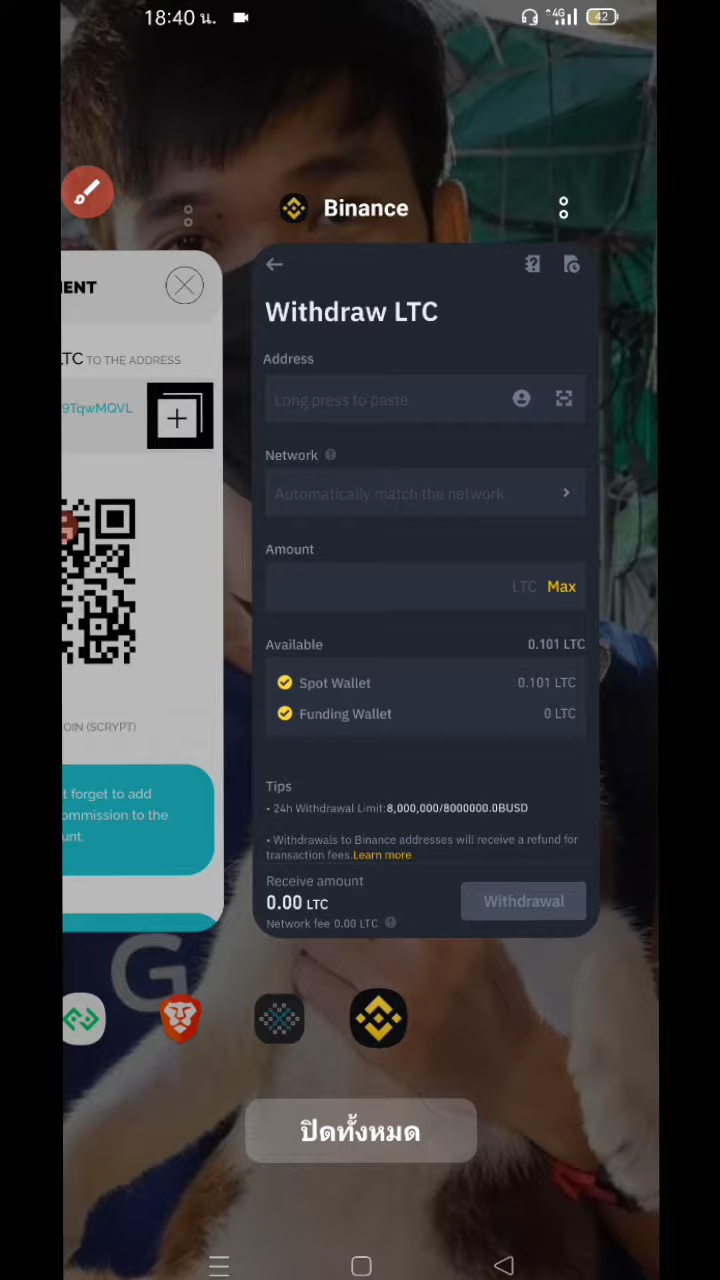 18:40 น.
4G
42
Binance
ENT
TC TO THE ADDRESS
9TqwMQVL
OIN (SCRYPT)
t forget to add
ommission to the
unt.
Withdraw LTC
Address
Long press to paste
Network
Automatically match the network
Amount
LTC Max
Available 0.101 LTC
Spot Wallet 0.101 LTC
Funding Wallet 0 LTC
Tips
• 24h Withdrawal Limit:8,000,000/8000000.0BUSD
• Withdrawals to Binance addresses will receive a refund for
transaction fees.Learn more
Receive amount
0.00 LTC
Network fee 0.00 LTC
Withdrawal
G
ปิดทั้งหมด